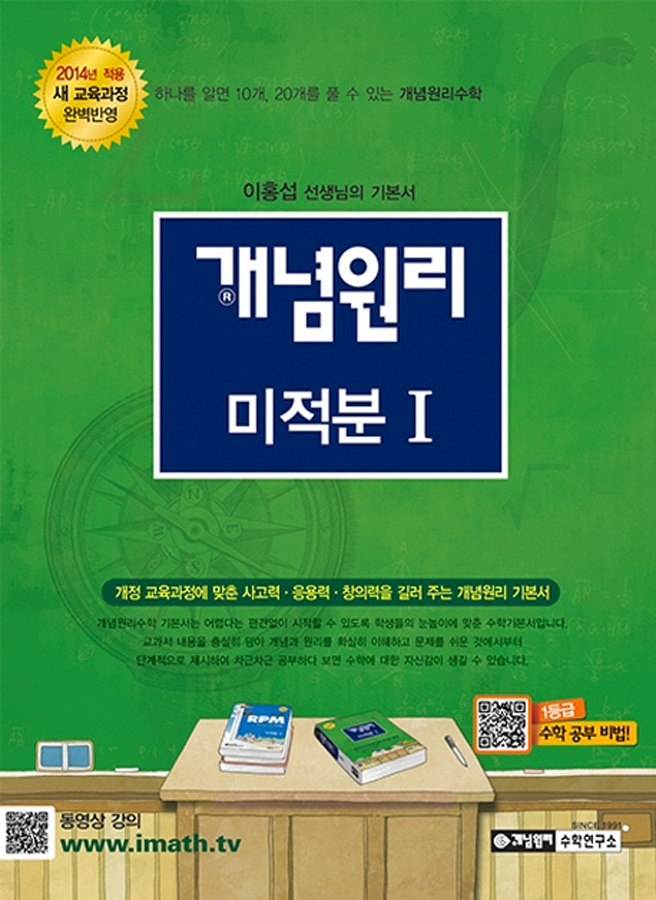 2014년 적용
새 교육과정
완벽반영
하나를 알면 10개, 20개를 풀 수 있는 개념원리수학
이홍섭 선생님의 기본서
개념원리
®
미적분 I
개정 교육과정에 맞춘 사고력 · 응용력 · 창의력을 길러 주는 개념원리 기본서
개념원리수학 기본서는 어렵다는 편견없이 시작할 수 있도록 학생들의 눈높이에 맞춘 수학기본서입니다.
교과서 내용을 충실히 담아 개념과 원리를 확실히 이해하고 문제를 쉬운 것에서부터
단계적으로 제시하여 차근차근 공부하다 보면 수학에 대한 자신감이 생길 수 있습니다.
RPM
개념원리
1등급
수학 공부 비법!
동영상 강의
www.imath.tv
SINCE 1991
개념원리 수학연구소